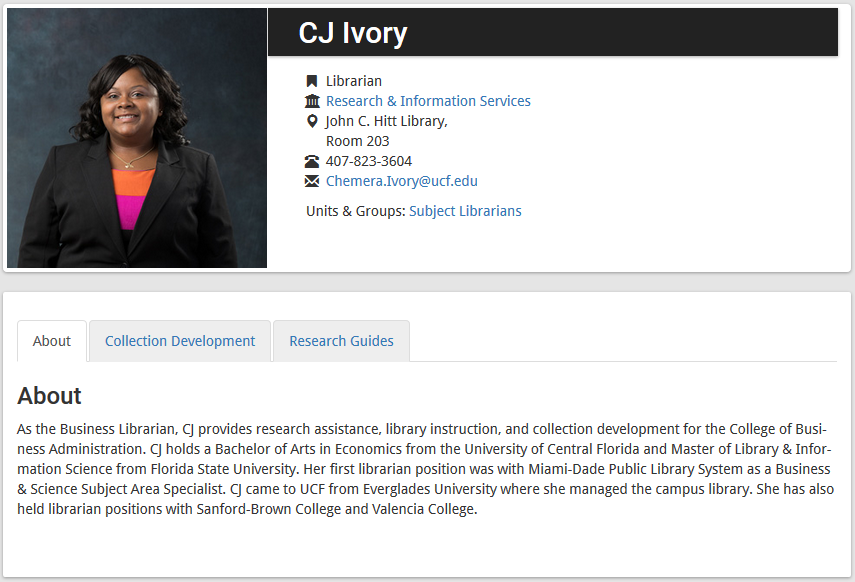 CJ Ivory
Librarian
Research & Information Services
John C. Hitt Library,
Room 203
407-823-3604
Chemera.Ivory@ucf.edu
Units & Groups: Subject Librarians
About
Collection Development
Research Guides
About
As the Business Librarian, CJ provides research assistance, library instruction, and collection development for the College of Busi-
ness Administration. CJ holds a Bachelor of Arts in Economics from the University of Central Florida and Master of Library & Infor-
mation Science from Florida State University. Her first librarian position was with Miami-Dade Public Library System as a Business
& Science Subject Area Specialist. CJ came to UCF from Everglades University where she managed the campus library. She has also
held librarian positions with Sanford-Brown College and Valencia College.